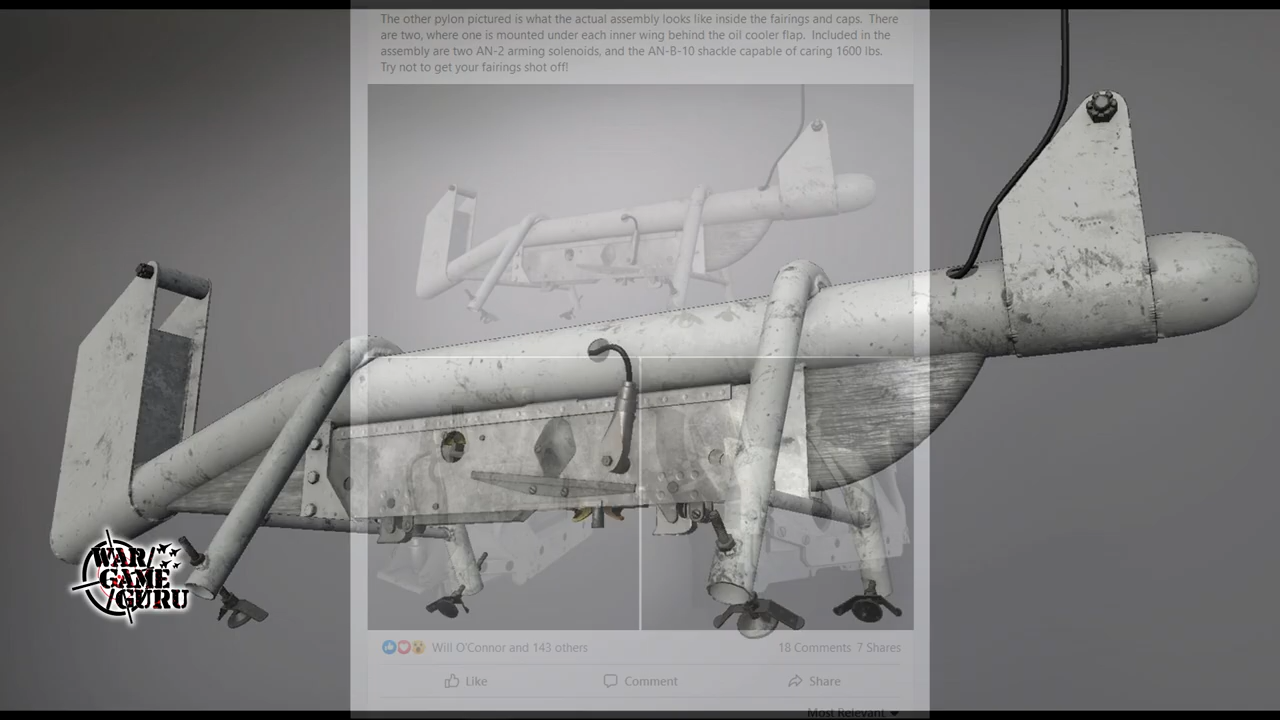 The other pylon pictured is what the actual assembly looks like inside the fairings and caps. There
are two, where one is mounted under each inner wing behind the oil cooler flap. Included in the
assembly are two AN-2 arming solenoids, and the AN-B-10 shackle capable of caring 1600 lbs.
Try not to get your fairings shot off!
WAR
GAME
GURU
Will O'Connor and 143 others
18 Comments 7 Shares
Like
Comment
Share
Most Relevant